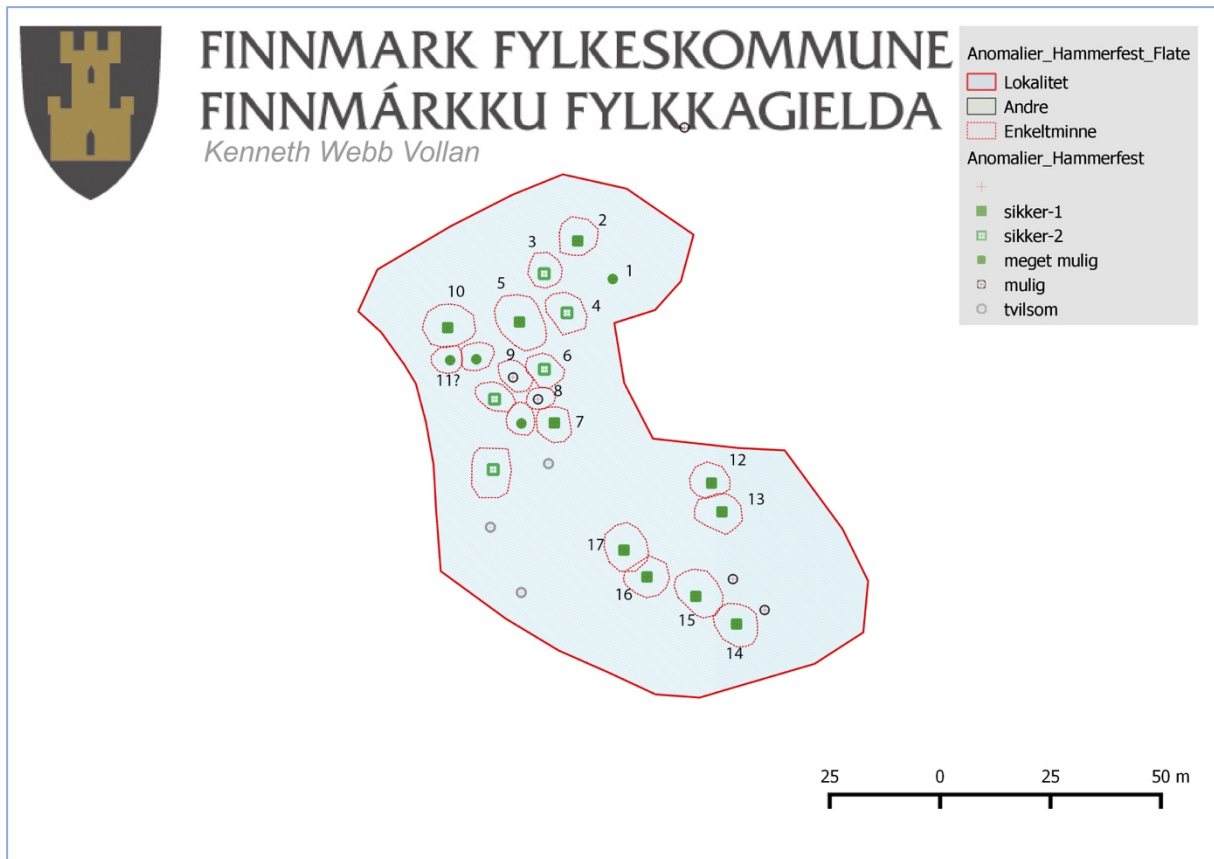 FINNMARK FYLKESKOMMUNE
FINNMÁRKKU FYLKKAGIELDA
Kenneth Webb Vollan
Anomalier_Hammerfest_Flate
Lokalitet
Andre
Enkeltminne
Anomalier_Hammerfest
sikker-1
sikker-2
meget mulig
mulig
tvilsom
2
3
1
5
10
4
9
6
11?
8
7
12
13
17
16
15
14
25
0
25
50 m